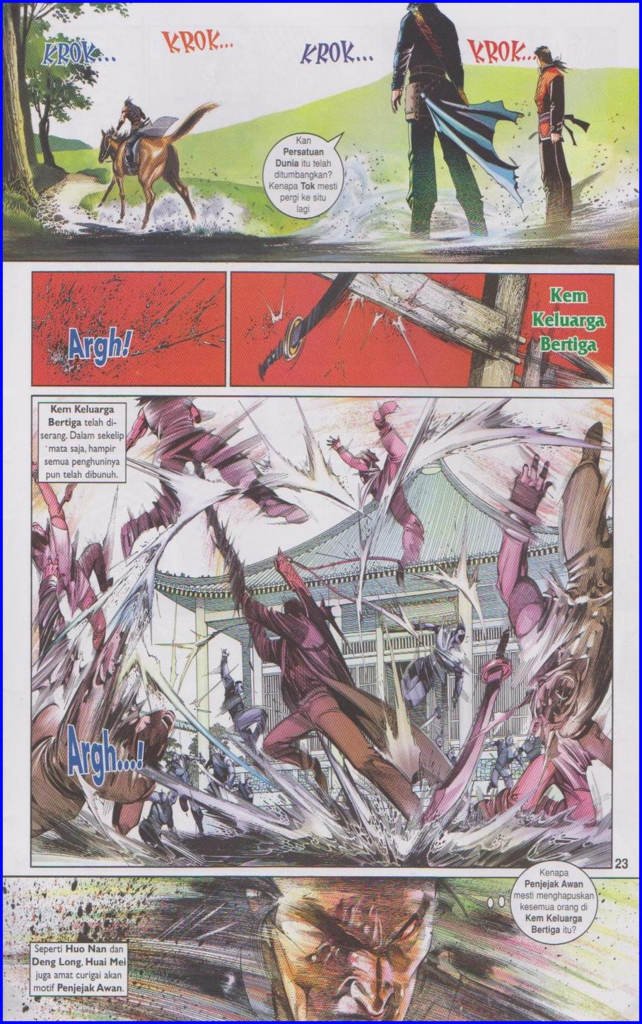 KROK...
KROK...
KROK...
KROK...
Kan
Persatuan
Dunia itu telah
ditumbangkan?
Kenapa Tok mesti
pergi ke situ
lagi
Argh!
Kem
Keluarga
Bertiga
Kem Keluarga
Bertiga telah di-
serang. Dalam sekelip
mata saja, hampir
semua penghuninya
pun telah dibunuh.
Argh...!
23
Kenapa
Penjejak Awan
mesti menghapuskan
kesemua orang di
Kem Keluarga
Bertiga itu?
Seperti Huo Nan dan
Deng Long, Huai Mei
juga amat curigai akan
motif Penjejak Awan.